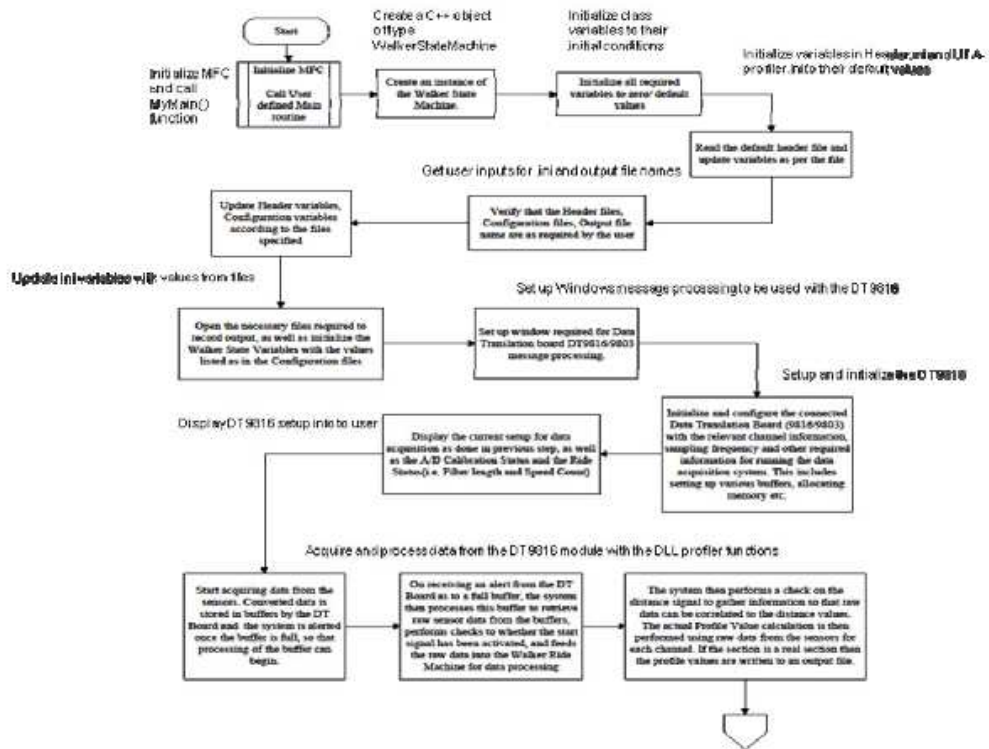 Start
Initialize MFC
and call
MyMain()
function
Initialize MFC
Call User
defined Main
routine
Create a C++ object
of type
WalkerStateMachine
Create an instance of
the Walker State
Machine.
Initialize class
variables to their
initial conditions
Initialize all required
variables to zero/ default
values
Initialize variables in Header.ini and UTA-
profiler.ini to their default values
Read the default header file and
update variables as per the file
Get user inputs for .ini and output file names
Verify that the Header files,
Configuration files, Output file
name are as required by the user
Update Header variables,
Configuration variables
according to the files
specified
Update ini variables with values from files
Open the necessary files required to
record output, as well as initialize the
Walker State Variables with the values
listed as in the Configuration files
Set up Windows message processing to be used with the DT9816
Set up window required for Data
Translation board DT9816/9803
message processing.
Setup and initialize the DT9816
Initialize and configure the connected
Data Translation Board (9816/9803)
with the relevant channel information,
sampling frequency and other required
information for running the data
acquisition system. This includes
setting up various buffers, allocating
memory etc.
Display DT9816 setup info to user
Display the current setup for data
acquisition as done in previous step, as well
as the A/D Calibration Status and the Ride
Status(i.e. Filter length and Speed Count)
Acquire and process data from the DT9816 module with the DLL profiler functions
Start acquiring data from the
sensors. Converted data is
stored in buffers by the DT
Board and the system is alerted
once the buffer is full, so that
processing of the buffer can
begin.
On receiving an alert from the DT
Board as to a full buffer, the system
then processes this buffer to retrieve
raw sensor data from the buffers,
performs checks to whether the start
signal has been activated, and feeds
the raw data into the Walker Ride
Machine for data processing
The system then performs a check on the
distance signal to gather information so that raw
data can be correlated to the distance values.
The actual Profile Value calculation is then
performed using raw data from the sensors for
each channel. If the section is a real section then
the profile values are written to an output file.